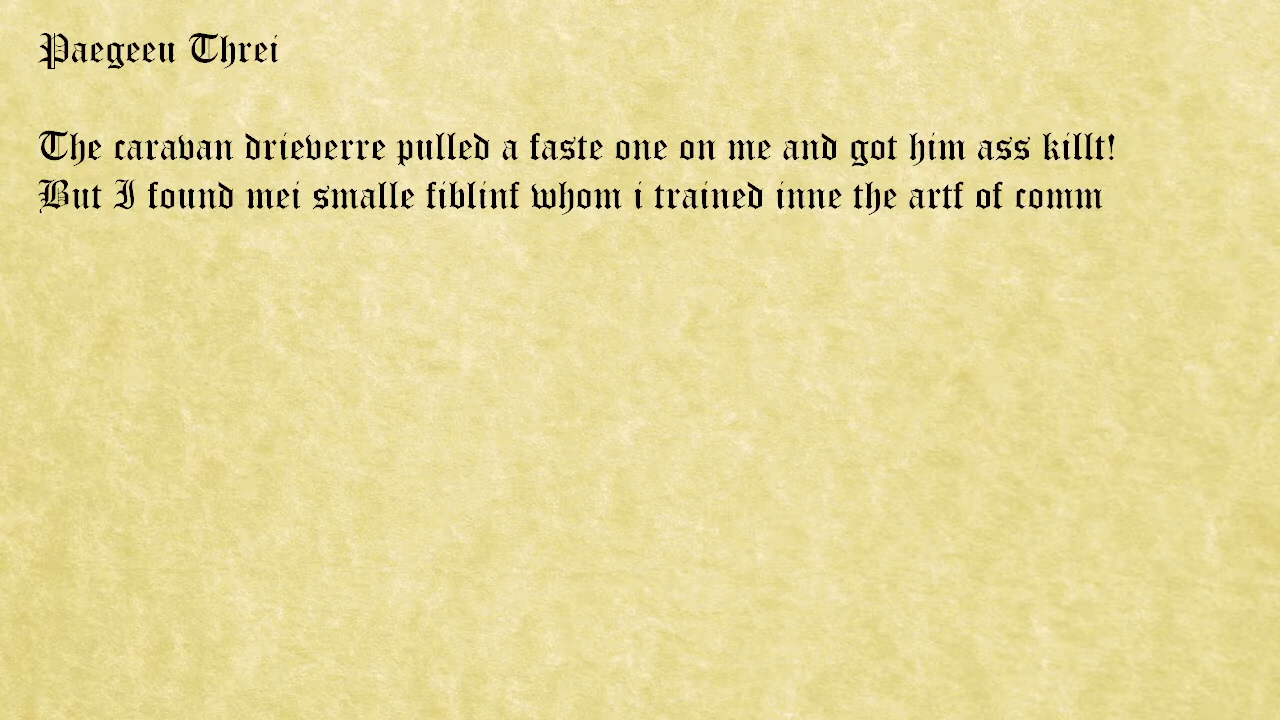 Paegeeu Threi
The caravan drieverre pulled a faste one on me and got him ass killt!
But I found mei smalle fiblinf whom i trained inne the artf of comm